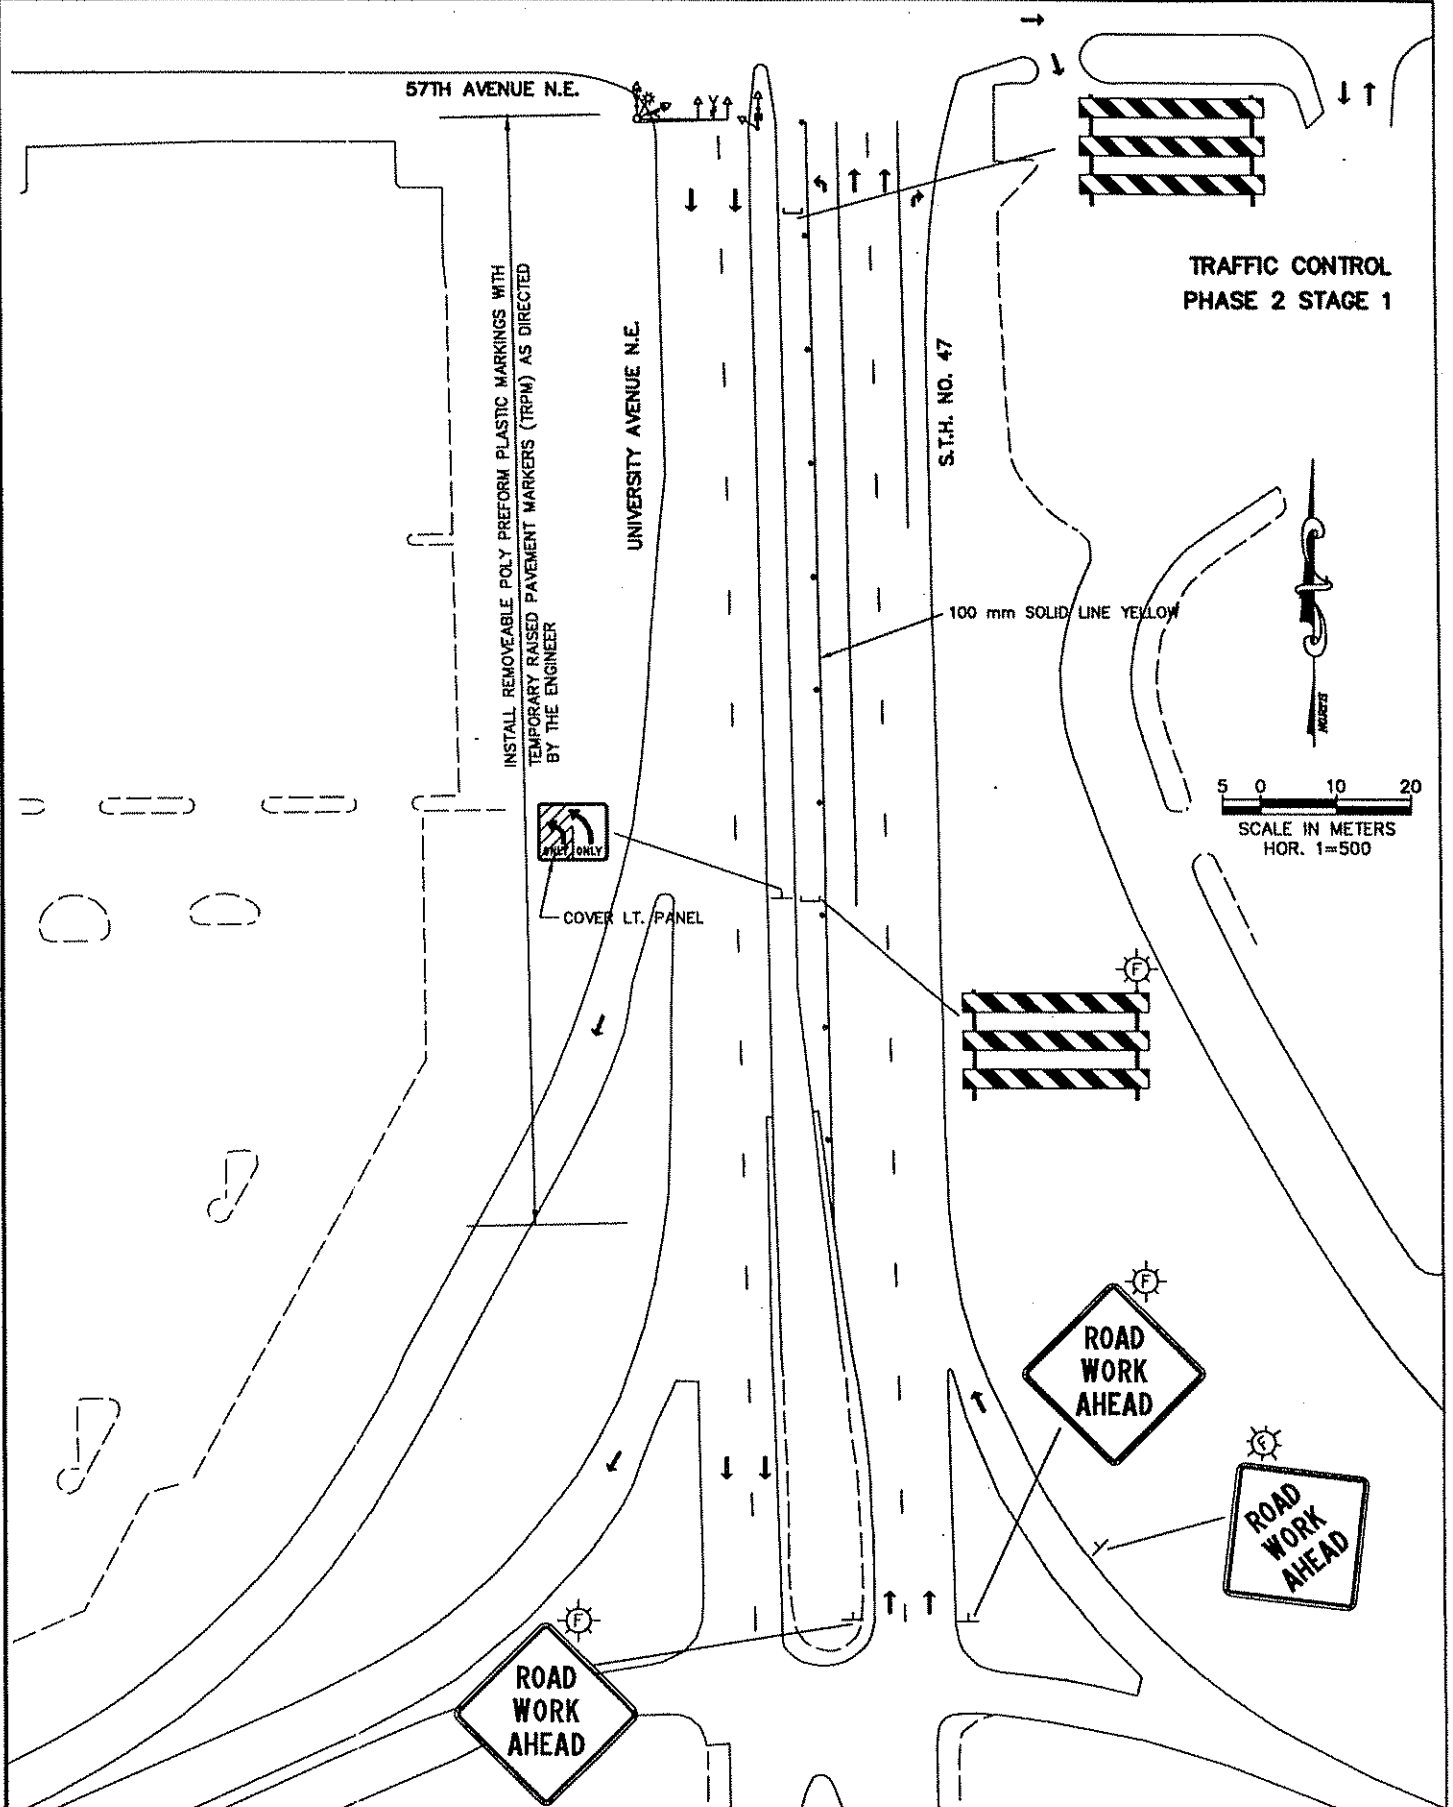 57TH AVENUE N.E.
TRAFFIC CONTROL
PHASE 2 STAGE 1
INSTALL REMOVEABLE POLY PREFORM PLASTIC MARKINGS WITH
TEMPORARY RAISED PAVEMENT MARKERS (TRPM) AS DIRECTED
BY THE ENGINEER
UNIVERSITY AVENUE N.E.
S.T.H. NO. 47
100 mm SOLID LINE YELLOW
NORTH
5 0 10 20
SCALE IN METERS
HOR. 1=500
ONLY ONLY
COVER LT. PANEL
F
F
ROAD
WORK
AHEAD
F
ROAD
WORK
AHEAD
F
ROAD
WORK
AHEAD